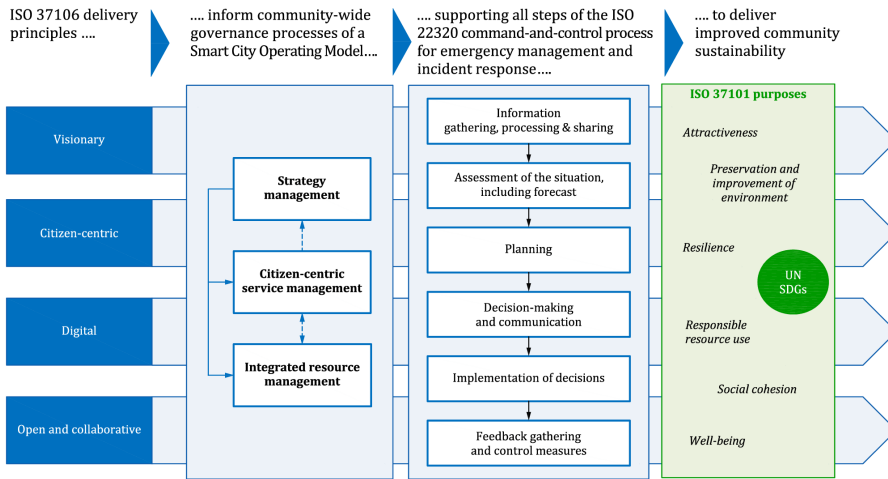 ISO 37106 delivery
principles ….
…. inform community-wide
governance processes of a
Smart City Operating Model….
…. supporting all steps of the ISO
22320 command-and-control process
for emergency management and
incident response….
…. to deliver
improved community
sustainability
Visionary
Citizen-centric
Digital
Open and collaborative
Strategy
management
Citizen-centric
service management
Integrated resource
management
Information
gathering, processing & sharing
Assessment of the situation,
including forecast
Planning
Decision-making
and communication
Implementation of decisions
Feedback gathering
and control measures
ISO 37101 purposes
Attractiveness
Preservation and
improvement of
environment
Resilience
UN
SDGs
Responsible
resource use
Social cohesion
Well-being